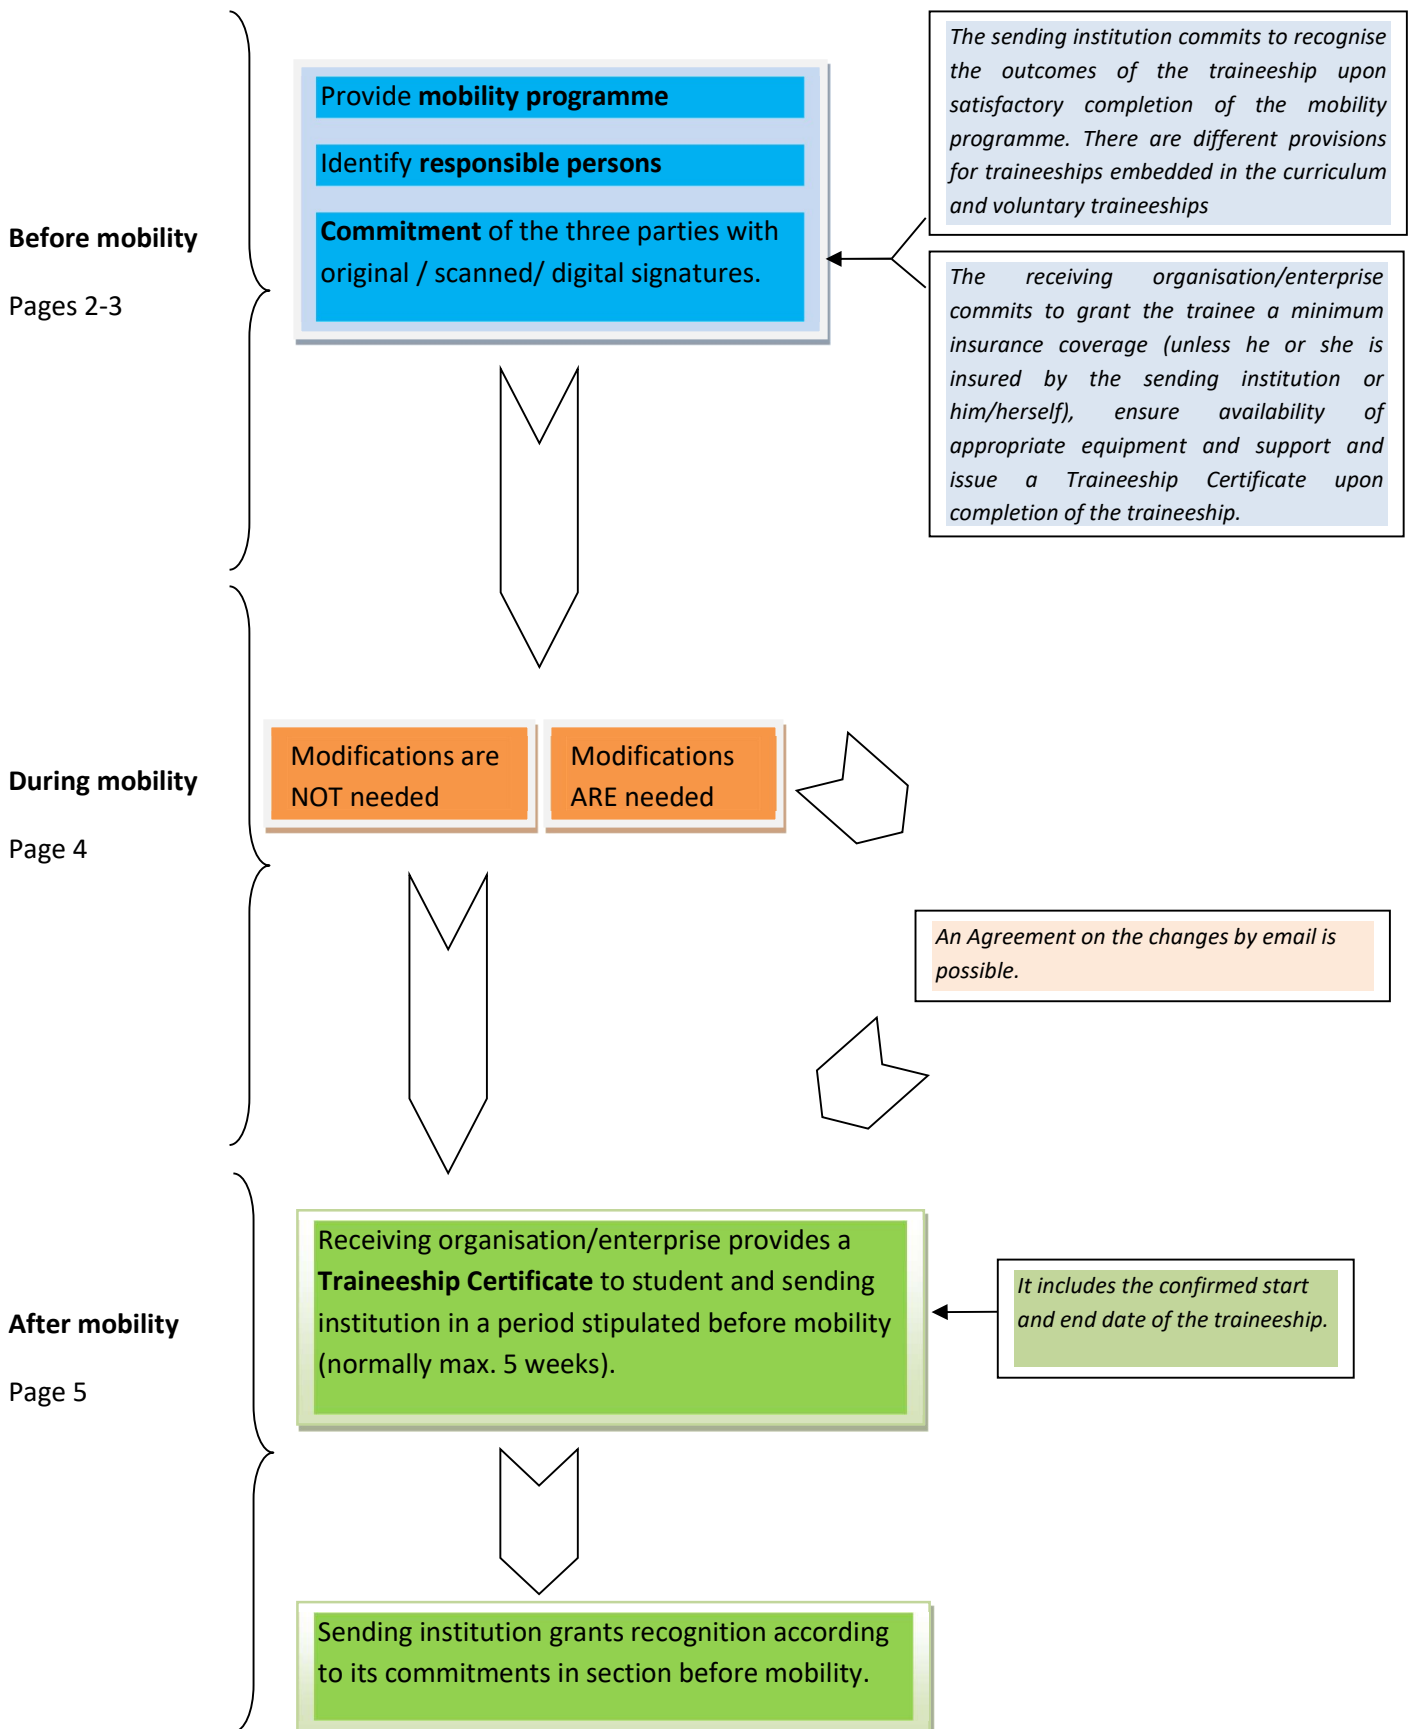 Before mobility
Pages 2-3
Provide mobility programme
Identify responsible persons
Commitment of the three parties with
original / scanned/ digital signatures.
The sending institution commits to recognise
the outcomes of the traineeship upon
satisfactory completion of the mobility
programme. There are different provisions
for traineeships embedded in the curriculum
and voluntary traineeships
The receiving organisation/enterprise
commits to grant the trainee a minimum
insurance coverage (unless he or she is
insured by the sending institution or
him/herself), ensure availability of
appropriate equipment and support and
issue a Traineeship Certificate upon
completion of the traineeship.
During mobility
Page 4
Modifications are
NOT needed
Modifications
ARE needed
An Agreement on the changes by email is
possible.
After mobility
Page 5
Receiving organisation/enterprise provides a
Traineeship Certificate to student and sending
institution in a period stipulated before mobility
(normally max. 5 weeks).
It includes the confirmed start
and end date of the traineeship.
Sending institution grants recognition according
to its commitments in section before mobility.